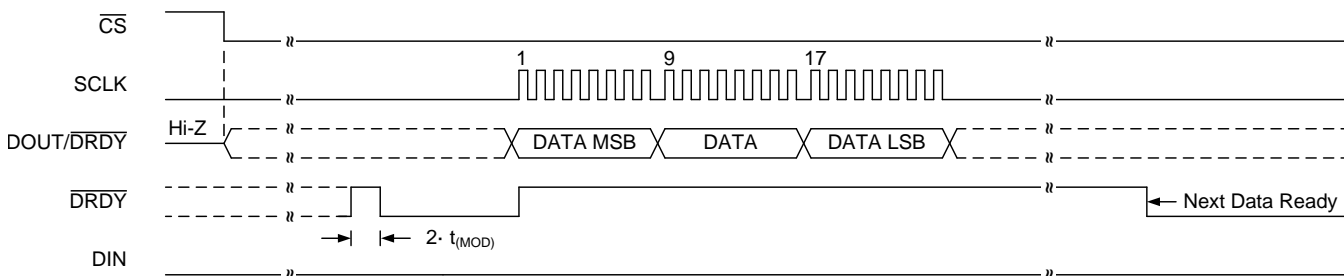 CS
1 9 17
SCLK
Hi-Z
DOUT/DRDY DATA MSB DATA DATA LSB
DRDY
Next Data Ready
2· t(MOD)
DIN